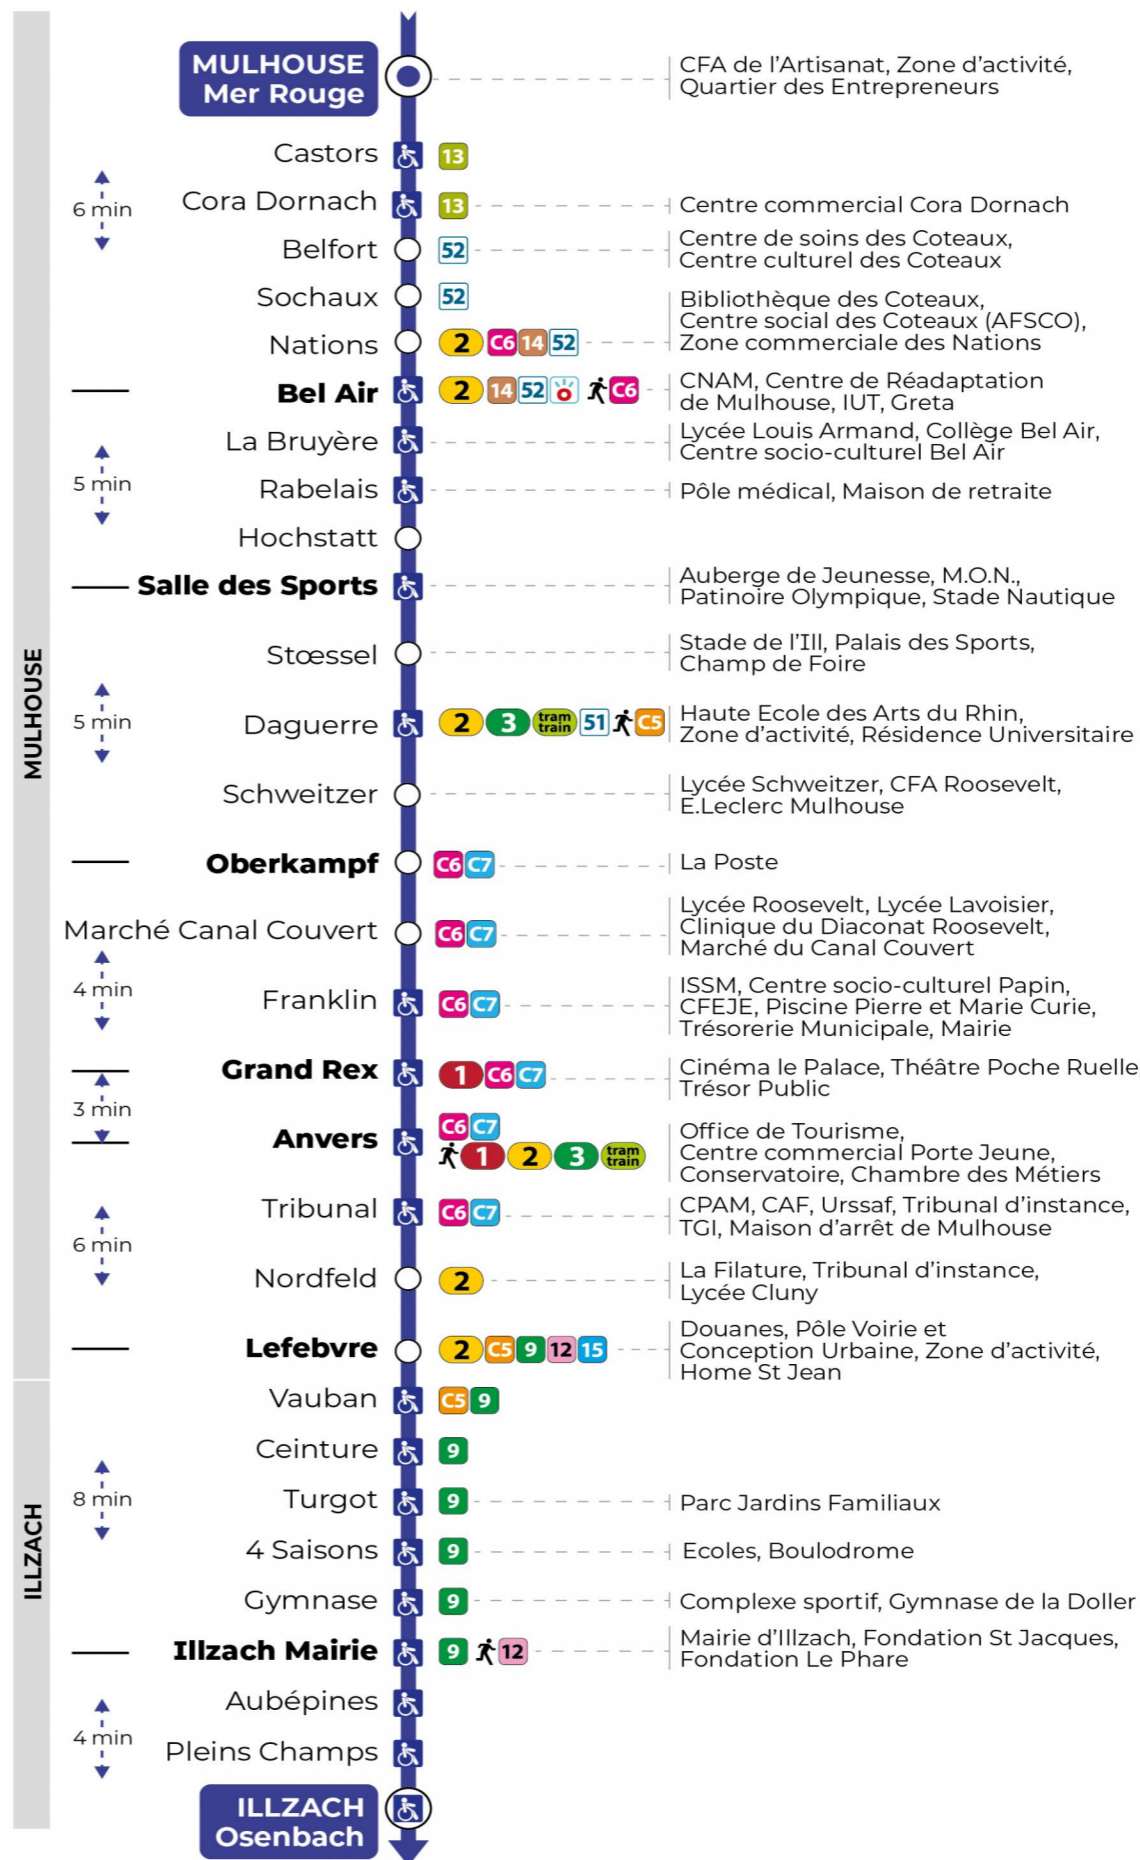 MULHOUSE
Mer Rouge
CFA de l'Artisanat, Zone d'activité,
Quartier des Entrepreneurs
Castors 13
6 min
Cora Dornach 13 Centre commercial Cora Dornach
Belfort 52
Centre de soins des Coteaux,
Centre culturel des Coteaux
Sochaux 52
Nations 2 C6 14 52
Bibliothèque des Coteaux,
Centre social des Coteaux (AFSCO),
Zone commerciale des Nations
Bel Air 2 14 52 C6
CNAM, Centre de Réadaptation
de Mulhouse, IUT, Greta
La Bruyère
Lycée Louis Armand, Collège Bel Air,
Centre socio-culturel Bel Air
5 min
Rabelais Pôle médical, Maison de retraite
Hochstatt
Salle des Sports
Auberge de Jeunesse, M.O.N.,
Patinoire Olympique, Stade Nautique
Stœssel
Stade de l'Ill, Palais des Sports,
Champ de Foire
MULHOUSE
5 min
Daguerre 2 3 tram train 51 C5
Haute Ecole des Arts du Rhin,
Zone d'activité, Résidence Universitaire
Schweitzer
Lycée Schweitzer, CFA Roosevelt,
E.Leclerc Mulhouse
Oberkampf C6 C7 La Poste
Marché Canal Couvert C6 C7
Lycée Roosevelt, Lycée Lavoisier,
Clinique du Diaconat Roosevelt,
Marché du Canal Couvert
4 min
Franklin C6 C7
ISSM, Centre socio-culturel Papin,
CFEJE, Piscine Pierre et Marie Curie,
Trésorerie Municipale, Mairie
Grand Rex 1 C6 C7
Cinéma le Palace, Théâtre Poche Ruelle
Trésor Public
3 min
Anvers C6 C7
1 2 3 tram train
Office de Tourisme,
Centre commercial Porte Jeune,
Conservatoire, Chambre des Métiers
Tribunal C6 C7
CPAM, CAF, Urssaf, Tribunal d'instance,
TGI, Maison d'arrêt de Mulhouse
6 min
Nordfeld 2
La Filature, Tribunal d'instance,
Lycée Cluny
Lefebvre 2 C5 9 12 15
Douanes, Pôle Voirie et
Conception Urbaine, Zone d'activité,
Home St Jean
Vauban C5 9
Ceinture 9
8 min
Turgot 9 Parc Jardins Familiaux
ILLZACH
4 Saisons 9 Ecoles, Boulodrome
Gymnase 9 Complexe sportif, Gymnase de la Doller
Illzach Mairie 9 12
Mairie d'Illzach, Fondation St Jacques,
Fondation Le Phare
Aubépines
4 min
Pleins Champs
ILLZACH
Osenbach